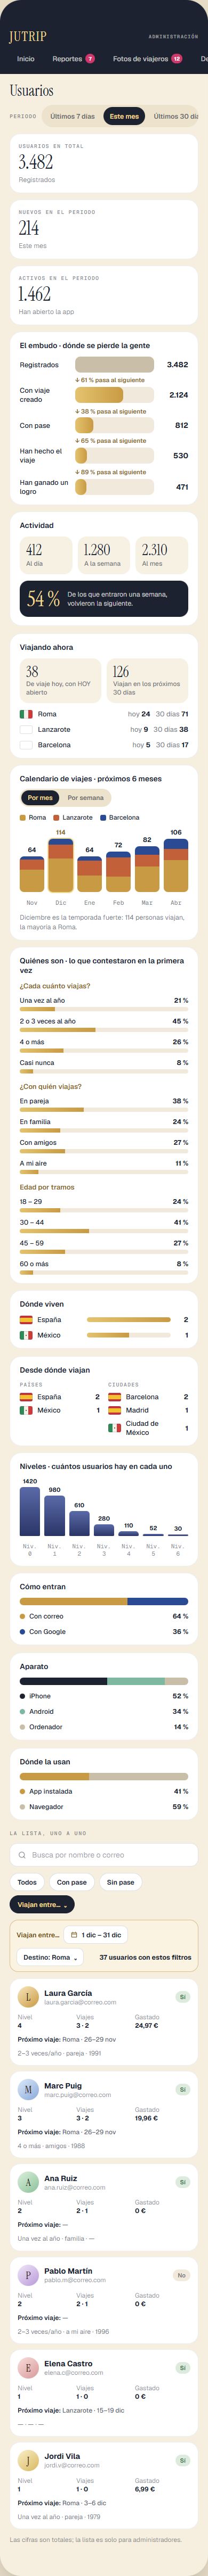 JUTRIP
ADMINISTRACIÓN
Inicio Reportes 7 Fotos de viajeros 12 De
Usuarios
PERIODO Últimos 7 días Este mes Últimos 30 día
USUARIOS EN TOTAL
3.482
Registrados
NUEVOS EN EL PERIODO
214
Este mes
ACTIVOS EN EL PERIODO
1.462
Han abierto la app
El embudo · dónde se pierde la gente
Registrados 3.482
↓ 61 % pasa al siguiente
Con viaje creado 2.124
↓ 38 % pasa al siguiente
Con pase 812
↓ 65 % pasa al siguiente
Han hecho el viaje 530
↓ 89 % pasa al siguiente
Han ganado un logro 471
Actividad
412 1.280 2.310
Al día A la semana Al mes
54 % De los que entraron una semana, volvieron la siguiente.
Viajando ahora
38 126
De viaje hoy, con HOY abierto Viajan en los próximos 30 días
Roma hoy 24 30 días 71
Lanzarote hoy 9 30 días 38
Barcelona hoy 5 30 días 17
Calendario de viajes · próximos 6 meses
Por mes Por semana
Roma Lanzarote Barcelona
64 114 64 72 82 106
Nov Dic Ene Feb Mar Abr
Diciembre es la temporada fuerte: 114 personas viajan, la mayoría a Roma.
Quiénes son · lo que contestaron en la primera vez
¿Cada cuánto viajas?
Una vez al año 21 %
2 o 3 veces al año 45 %
4 o más 26 %
Casi nunca 8 %
¿Con quién viajas?
En pareja 38 %
En familia 24 %
Con amigos 27 %
A mi aire 11 %
Edad por tramos
18 – 29 24 %
30 – 44 41 %
45 – 59 27 %
60 o más 8 %
Dónde viven
España 2
México 1
Desde dónde viajan
PAÍSES CIUDADES
España 2 Barcelona 2
México 1 Madrid 1
Ciudad de México 1
Niveles · cuántos usuarios hay en cada uno
1420 980 610 280 110 52 30
Niv. 0 Niv. 1 Niv. 2 Niv. 3 Niv. 4 Niv. 5 Niv. 6
Cómo entran
Con correo 64 %
Con Google 36 %
Aparato
iPhone 52 %
Android 34 %
Ordenador 14 %
Dónde la usan
App instalada 41 %
Navegador 59 %
LA LISTA, UNO A UNO
Busca por nombre o correo
Todos Con pase Sin pase
Viajan entre…
Viajan entre… 1 dic – 31 dic
Destino: Roma 37 usuarios con estos filtros
L Laura García Sí
laura.garcia@correo.com
Nivel Viajes Gastado
4 3 · 2 24,97 €
Próximo viaje: Roma · 26–29 nov
2–3 veces/año · pareja · 1991
M Marc Puig Sí
marc.puig@correo.com
Nivel Viajes Gastado
3 3 · 2 19,96 €
Próximo viaje: Roma · 26–29 nov
4 o más · amigos · 1988
A Ana Ruiz Sí
ana.ruiz@correo.com
Nivel Viajes Gastado
2 2 · 1 0 €
Próximo viaje: —
Una vez al año · familia · —
P Pablo Martín No
pablo.m@correo.com
Nivel Viajes Gastado
2 2 · 1 0 €
Próximo viaje: —
2–3 veces/año · a mi aire · 1996
E Elena Castro Sí
elena.c@correo.com
Nivel Viajes Gastado
1 1 · 0 0 €
Próximo viaje: Lanzarote · 15–19 dic
— · — · —
J Jordi Vila Sí
jordi.v@correo.com
Nivel Viajes Gastado
1 1 · 0 6,99 €
Próximo viaje: Roma · 3–6 dic
Una vez al año · pareja · 1979
Las cifras son totales; la lista es solo para administradores.